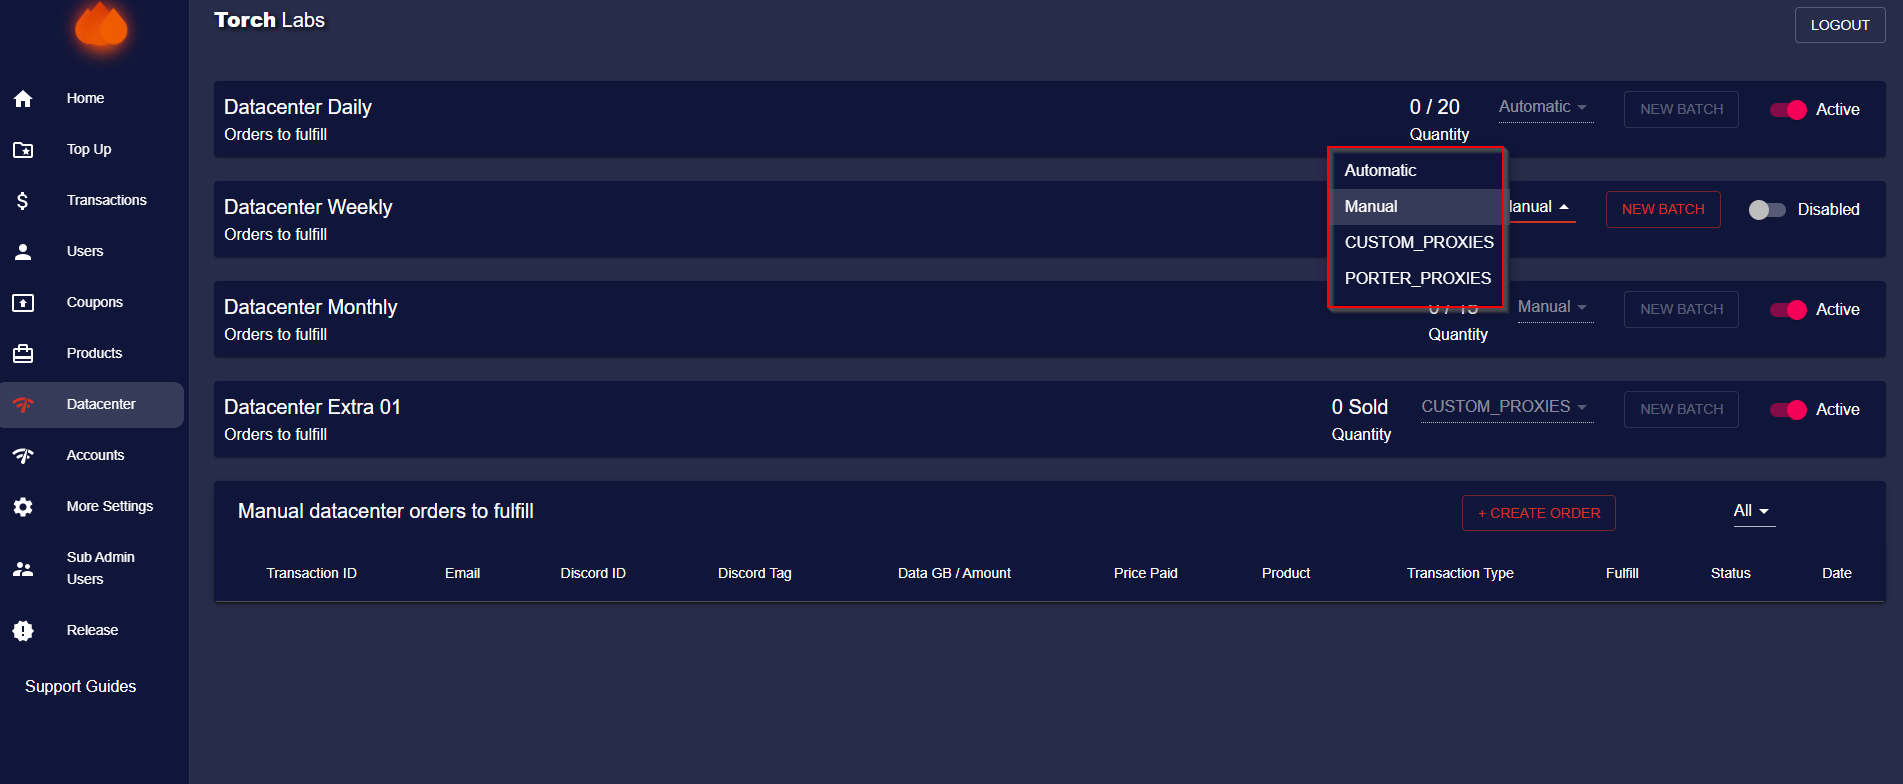 Torch Labs
LOGOUT
Home
Top Up
Transactions
Users
Coupons
Products
Datacenter
Accounts
More Settings
Sub Admin
Users
Release
Support Guides
Datacenter Daily
Orders to fulfill
0 / 20
Quantity
Automatic
NEW BATCH
Active
Datacenter Weekly
Orders to fulfill
Automatic
Manual
CUSTOM_PROXIES
PORTER_PROXIES
anual
NEW BATCH
Disabled
Datacenter Monthly
Orders to fulfill
0 / 15
Quantity
Manual
NEW BATCH
Active
Datacenter Extra 01
Orders to fulfill
0 Sold
Quantity
CUSTOM_PROXIES
NEW BATCH
Active
Manual datacenter orders to fulfill
+ CREATE ORDER
All
Transaction ID Email Discord ID Discord Tag Data GB / Amount Price Paid Product Transaction Type Fulfill Status Date